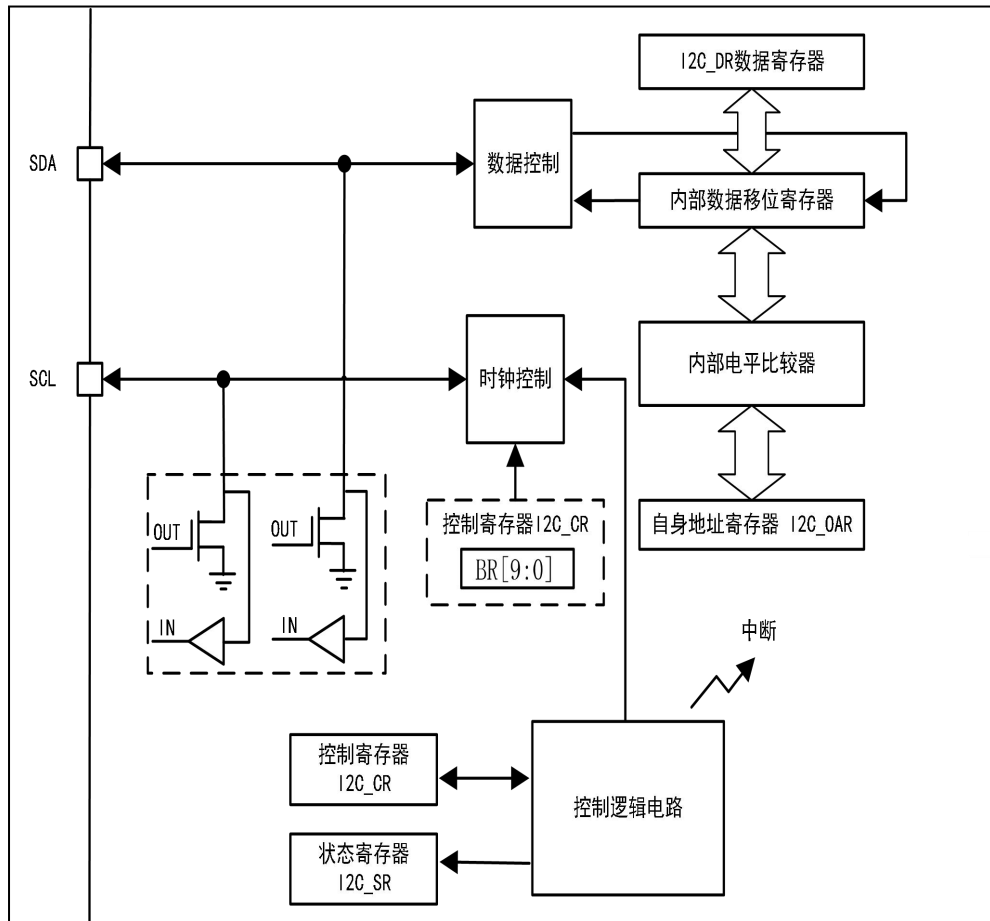 I2C_DR数据寄存器
SDA
数据控制
内部数据移位寄存器
SCL
时钟控制
内部电平比较器
控制寄存器I2C_CR
BR[9:0]
自身地址寄存器 I2C_OAR
OUT
OUT
IN
IN
中断
控制寄存器
I2C_CR
控制逻辑电路
状态寄存器
I2C_SR